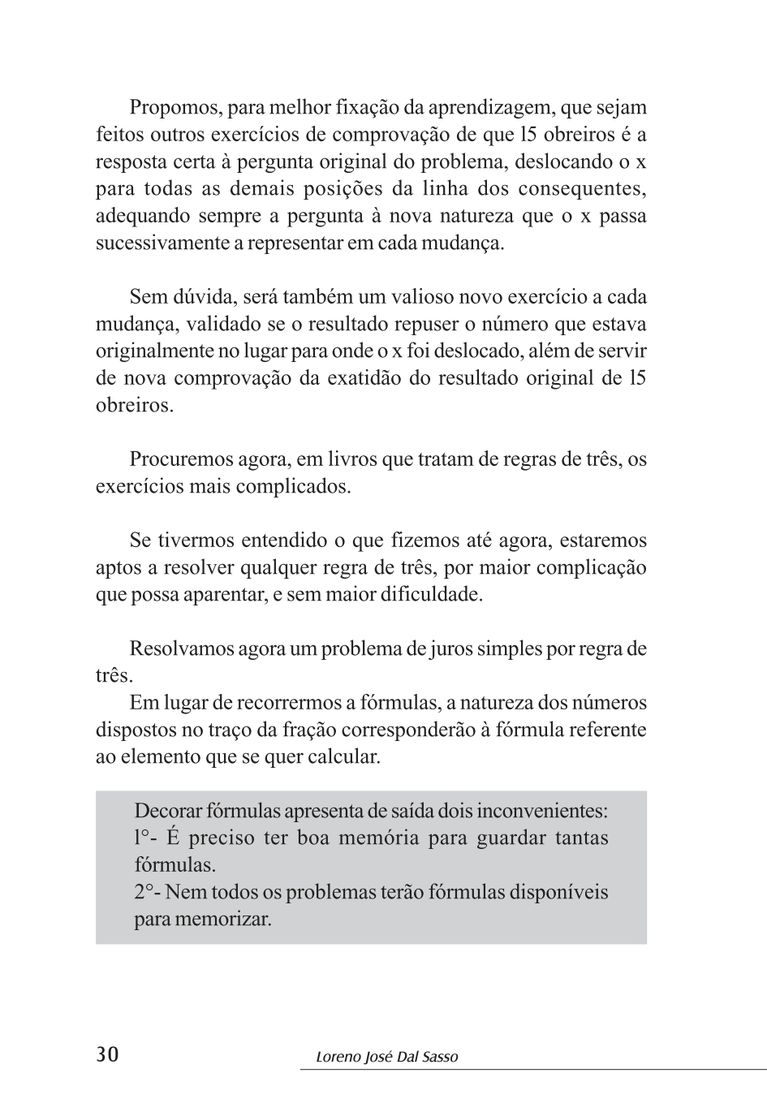 Propomos, para melhor fixação da aprendizagem, que sejam
feitos outros exercícios de comprovação de que l5 obreiros é a
resposta certa à pergunta original do problema, deslocando o x
para todas as demais posições da linha dos consequentes,
adequando sempre a pergunta à nova natureza que o x passa
sucessivamente a representar em cada mudança.
Sem dúvida, será também um valioso novo exercício a cada
mudança, validado se o resultado repuser o número que estava
originalmente no lugar para onde o x foi deslocado, além de servir
de nova comprovação da exatidão do resultado original de l5
obreiros.
Procuremos agora, em livros que tratam de regras de três, os
exercícios mais complicados.
Se tivermos entendido o que fizemos até agora, estaremos
aptos a resolver qualquer regra de três, por maior complicação
que possa aparentar, e sem maior dificuldade.
Resolvamos agora um problema de juros simples por regra de
três.
Em lugar de recorrermos a fórmulas, a natureza dos números
dispostos no traço da fração corresponderão à fórmula referente
ao elemento que se quer calcular.
Decorar fórmulas apresenta de saída dois inconvenientes:
l°- É preciso ter boa memória para guardar tantas
fórmulas.
2°- Nem todos os problemas terão fórmulas disponíveis
para memorizar.
30 Loreno José Dal Sasso